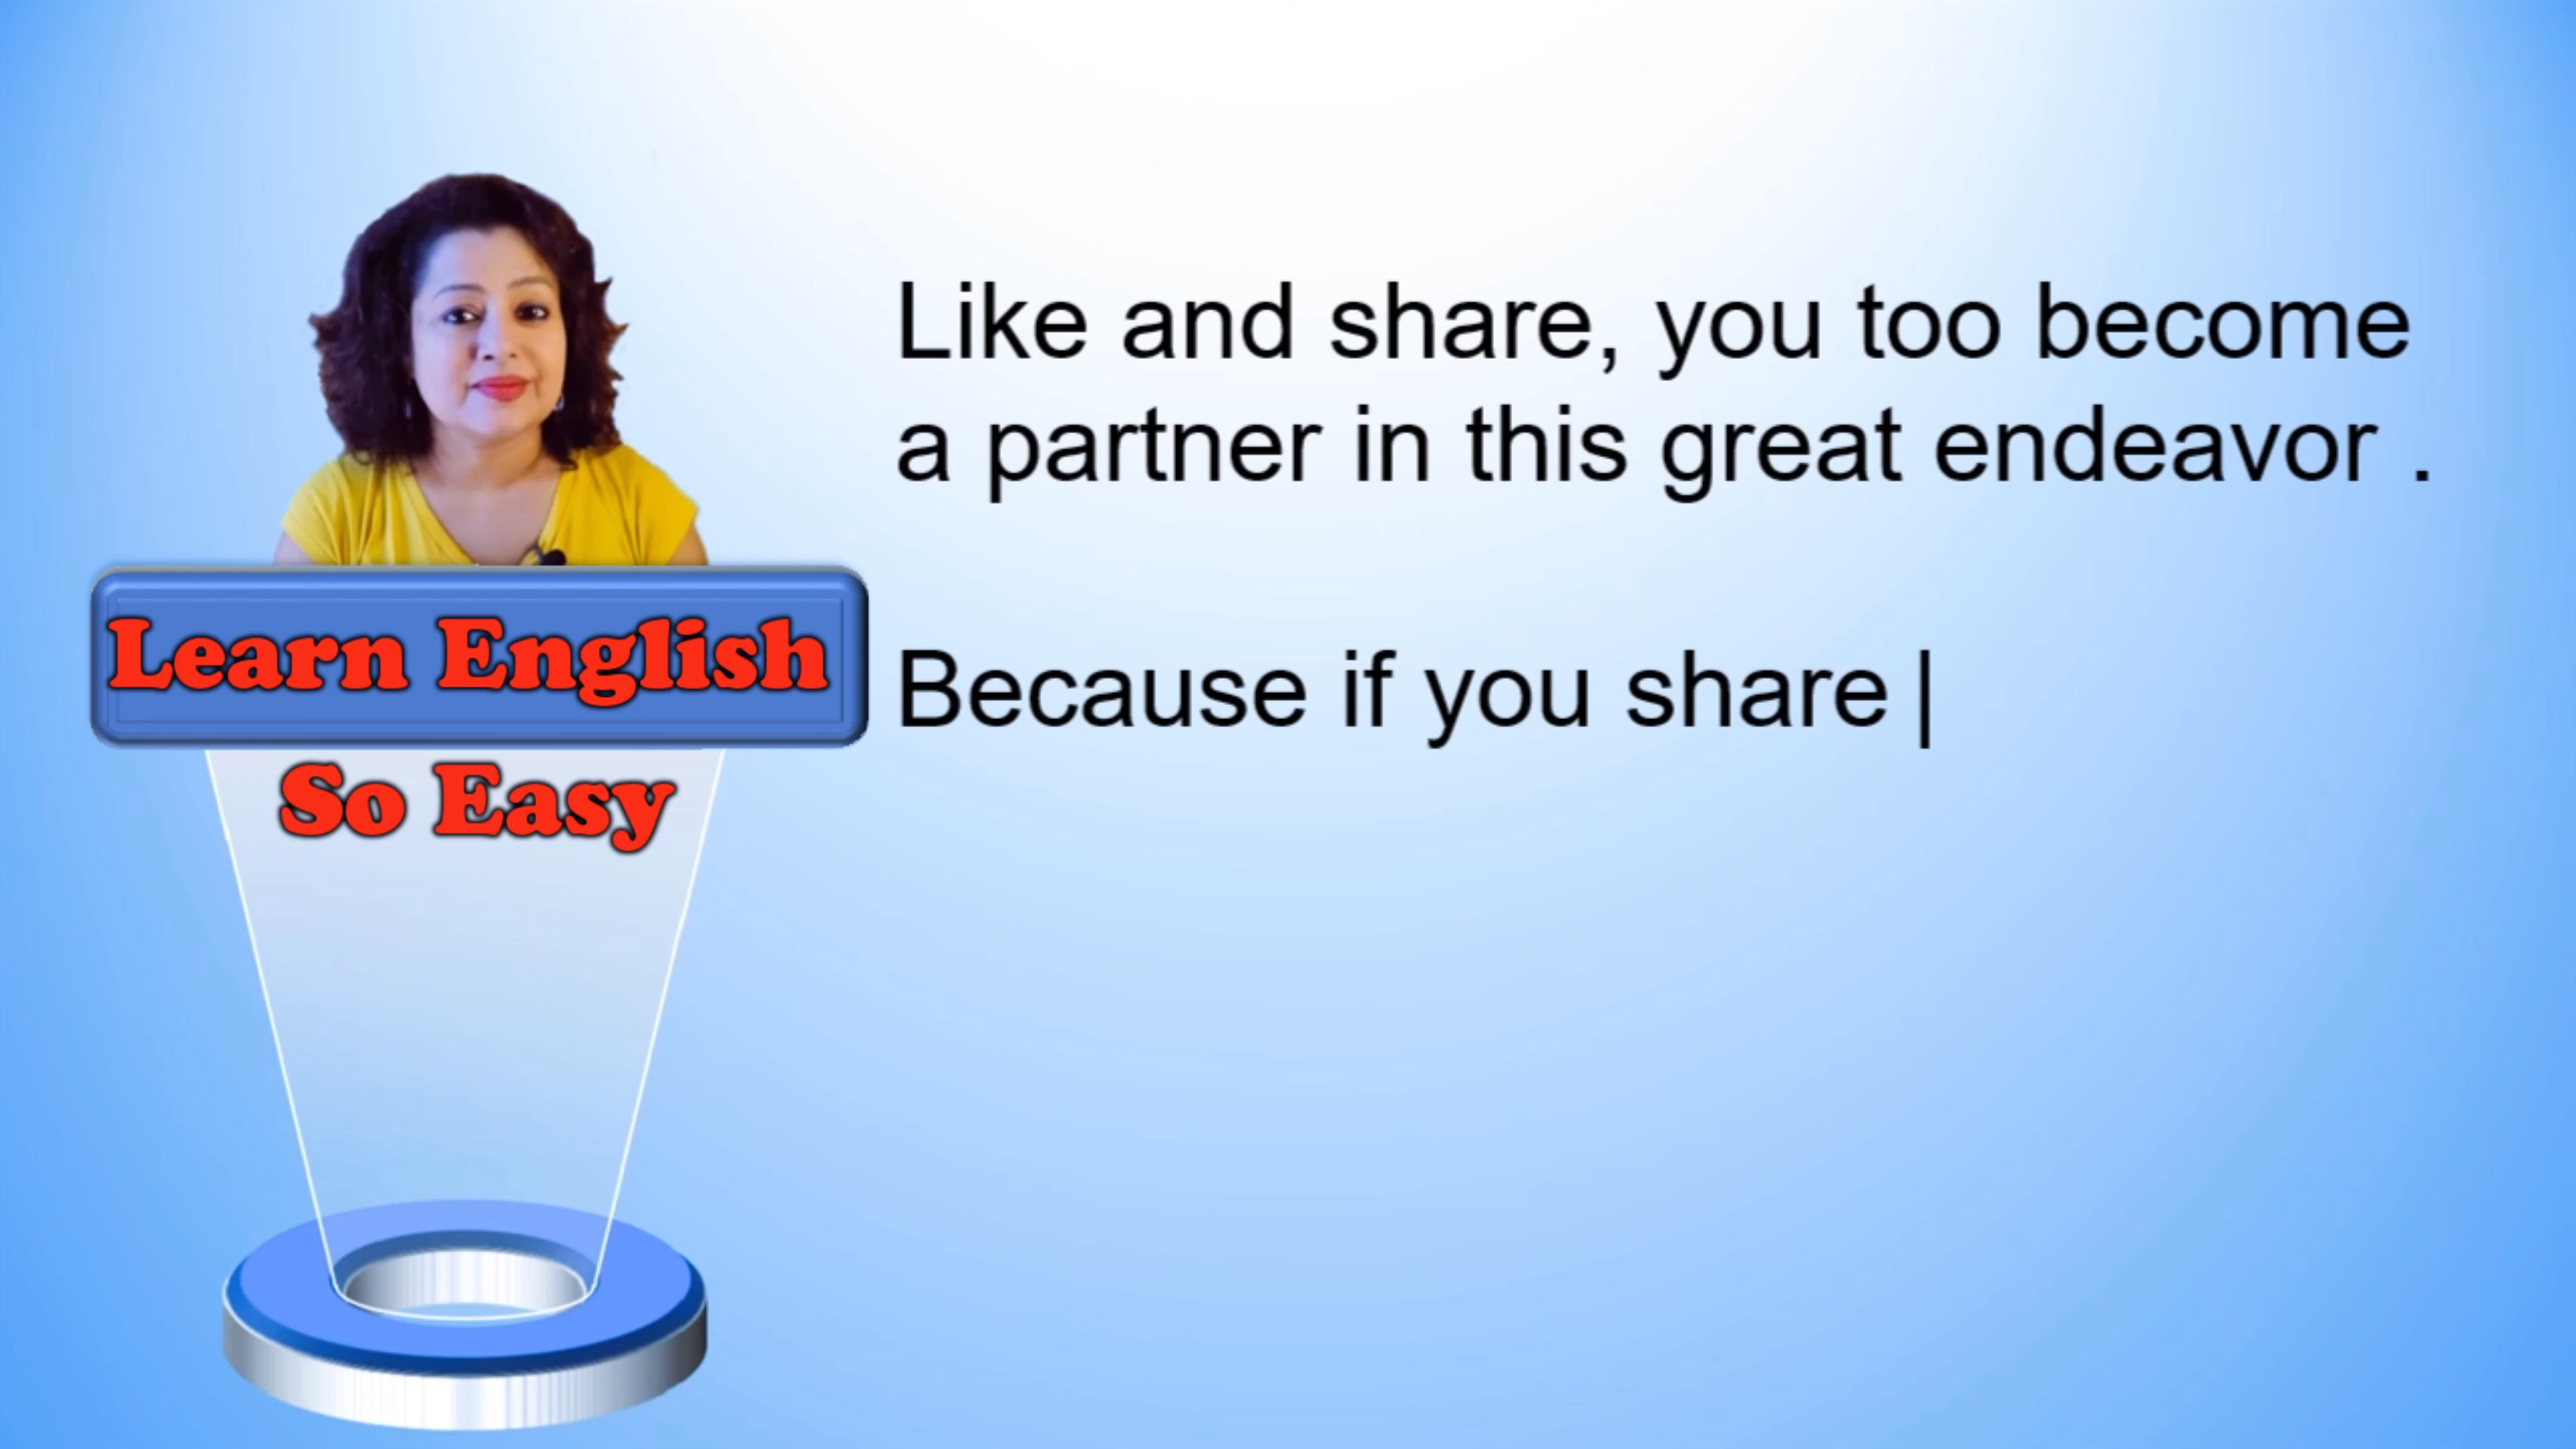 Like and share, you too become
a partner in this great endeavor .
Because if you share
Learn English
So Easy